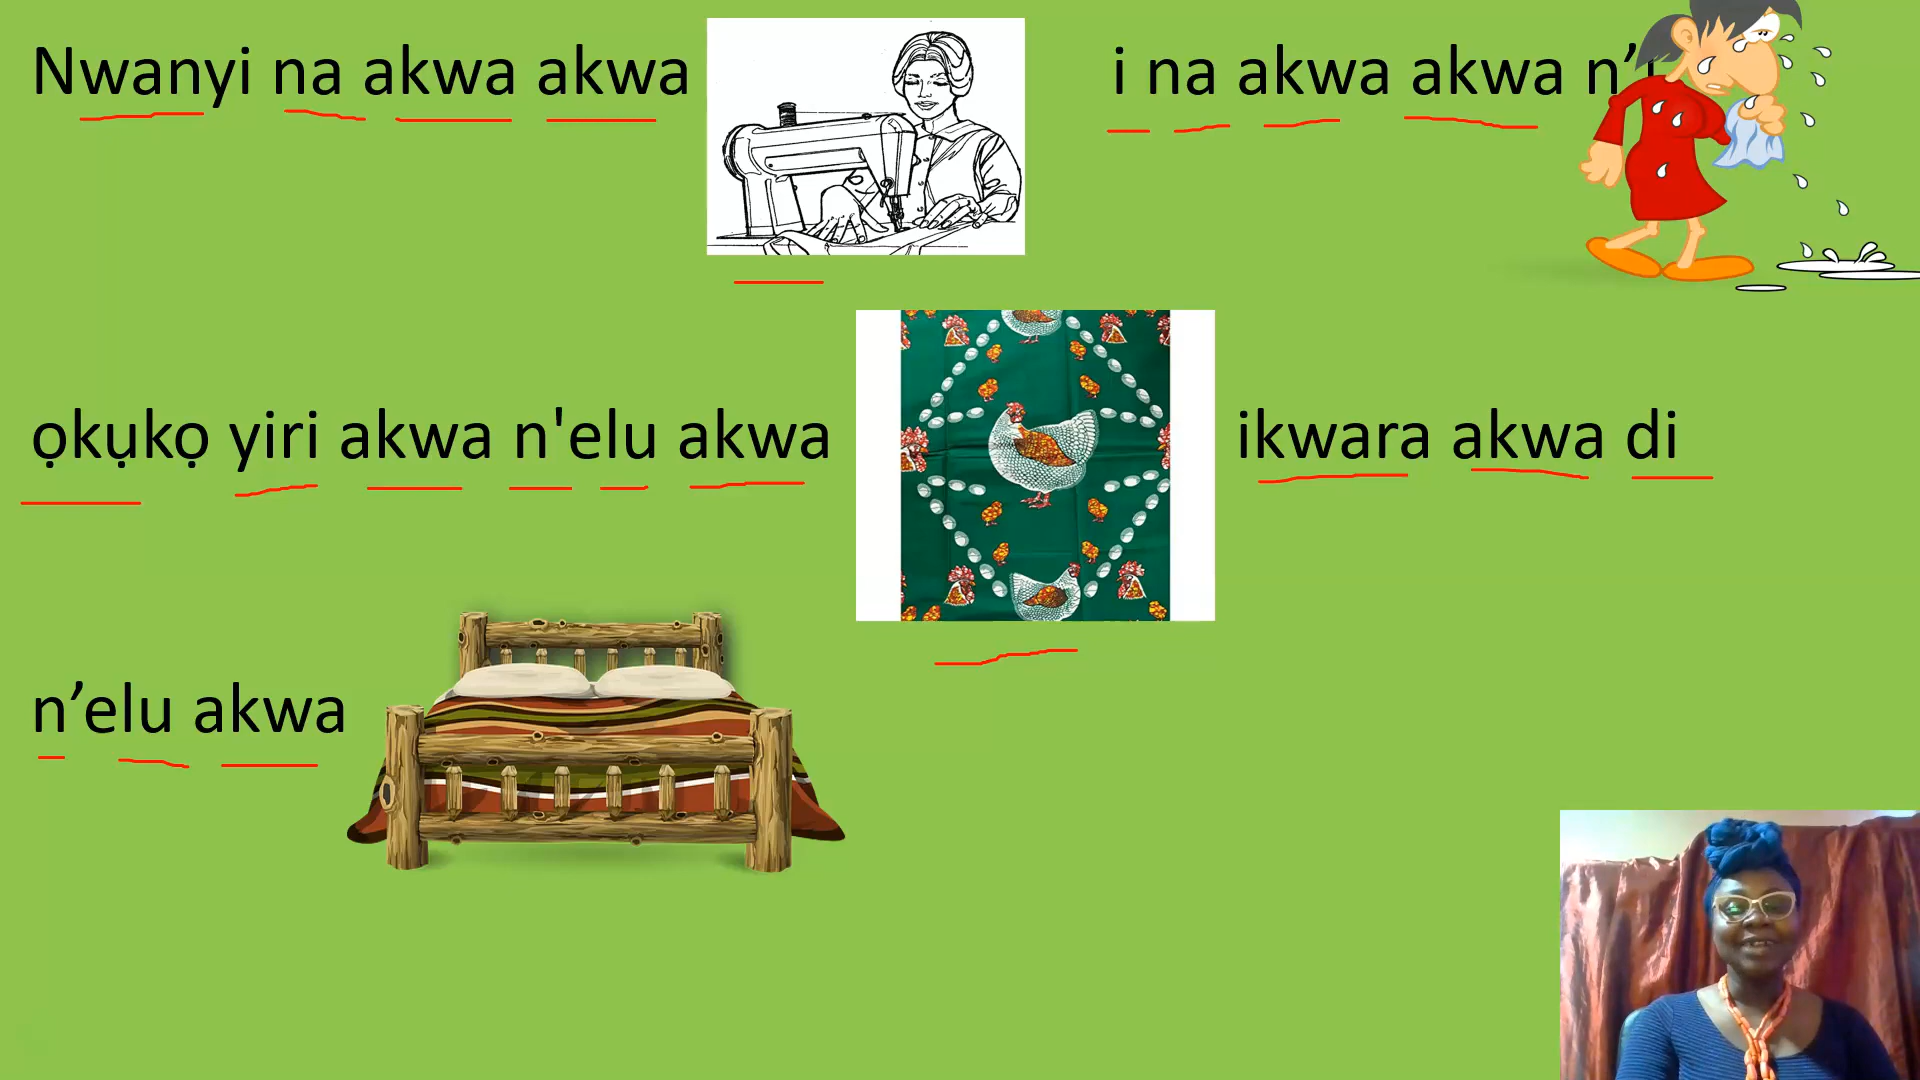 Nwanyi na akwa akwa i na akwa akwa n’
ọkụkọ yiri akwa n'elu akwa ikwara akwa di
n’elu akwa